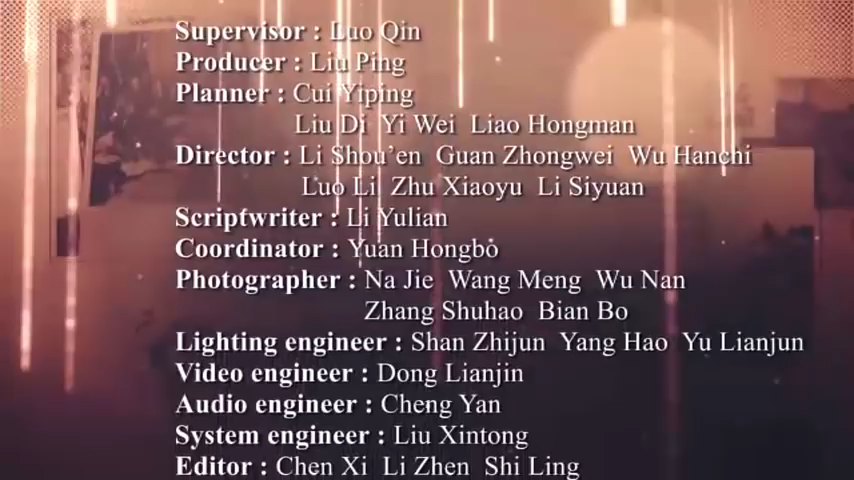 Supervisor : Luo Qin
Producer : Liu Ping
Planner : Cui Yiping
Liu Di Yi Wei Liao Hongman
Director : Li Shou'en Guan Zhongwei Wu Hanchi
Luo Li Zhu Xiaoyu Li Siyuan
Scriptwriter : Li Yulian
Coordinator : Yuan Hongbo
Photographer : Na Jie Wang Meng Wu Nan
Zhang Shuhao Bian Bo
Lighting engineer : Shan Zhijun Yang Hao Yu Lianjun
Video engineer : Dong Lianjin
Audio engineer : Cheng Yan
System engineer : Liu Xintong
Editor : Chen Xi Li Zhen Shi Ling